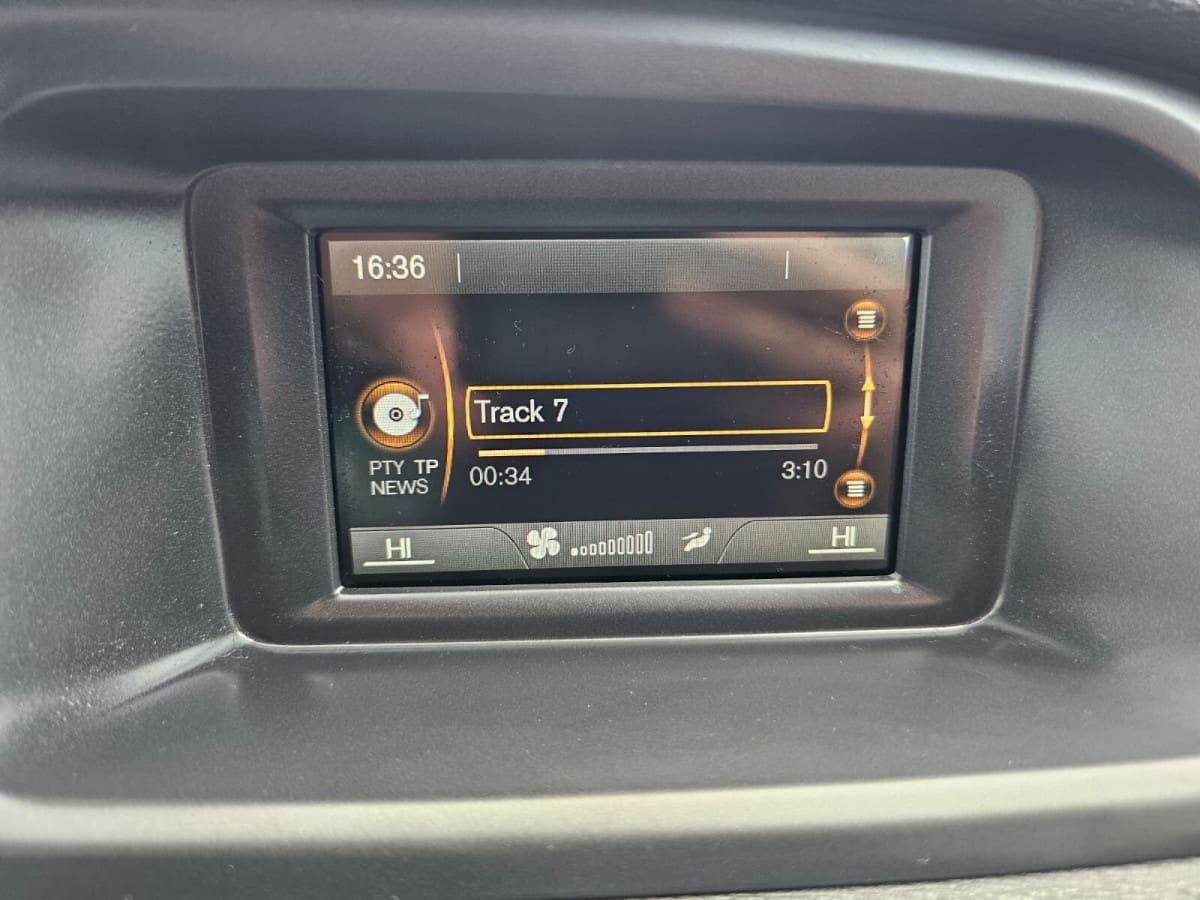 16:36
Track 7
00:34 3:10
PTY TP
NEWS
HI HI